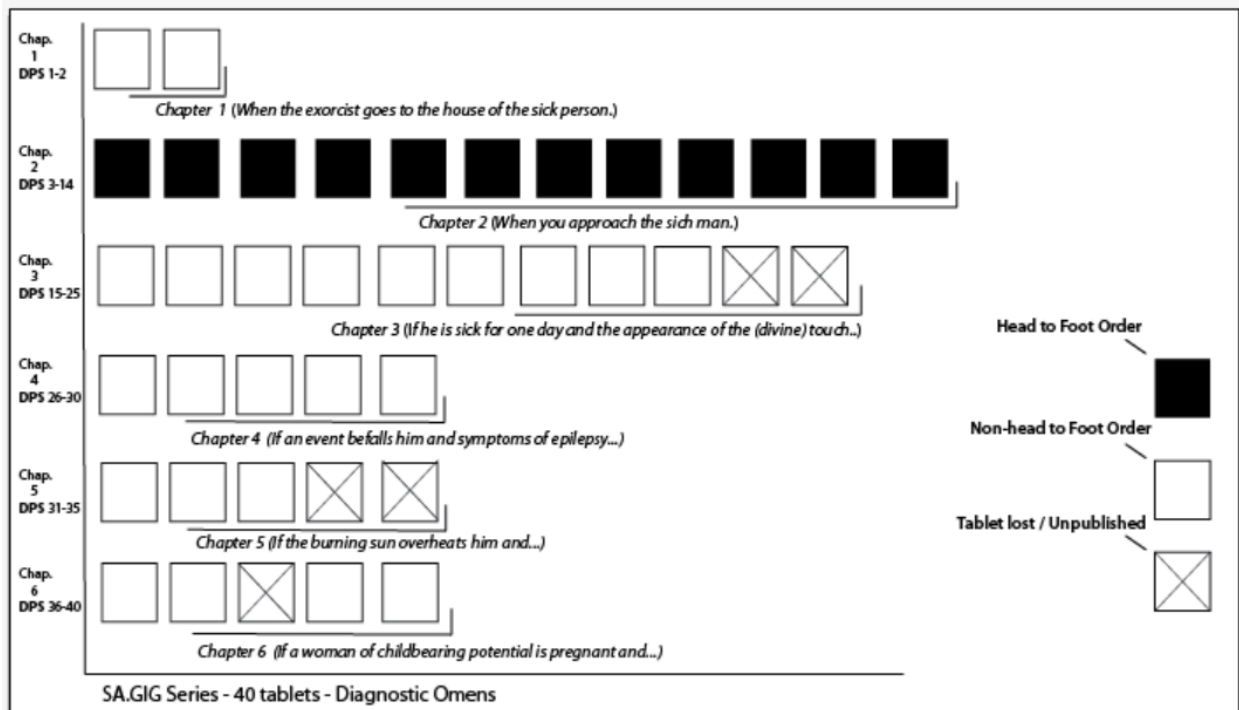 Chap.
1
DPS 1-2
Chapter 1 (When the exorcist goes to the house of the sick person.)
Chap.
2
DPS 3-14
Chapter 2 (When you approach the sich man.)
Chap.
3
DPS 15-25
Chapter 3 (If he is sick for one day and the appearance of the (divine) touch..)
Head to Foot Order
Chap.
4
DPS 26-30
Non-head to Foot Order
Chapter 4 (If an event befalls him and symptoms of epilepsy...)
Chap.
5
DPS 31-35
Tablet lost / Unpublished
Chapter 5 (If the burning sun overheats him and...)
Chap.
6
DPS 36-40
Chapter 6 (If a woman of childbearing potential is pregnant and...)
SA.GIG Series - 40 tablets - Diagnostic Omens